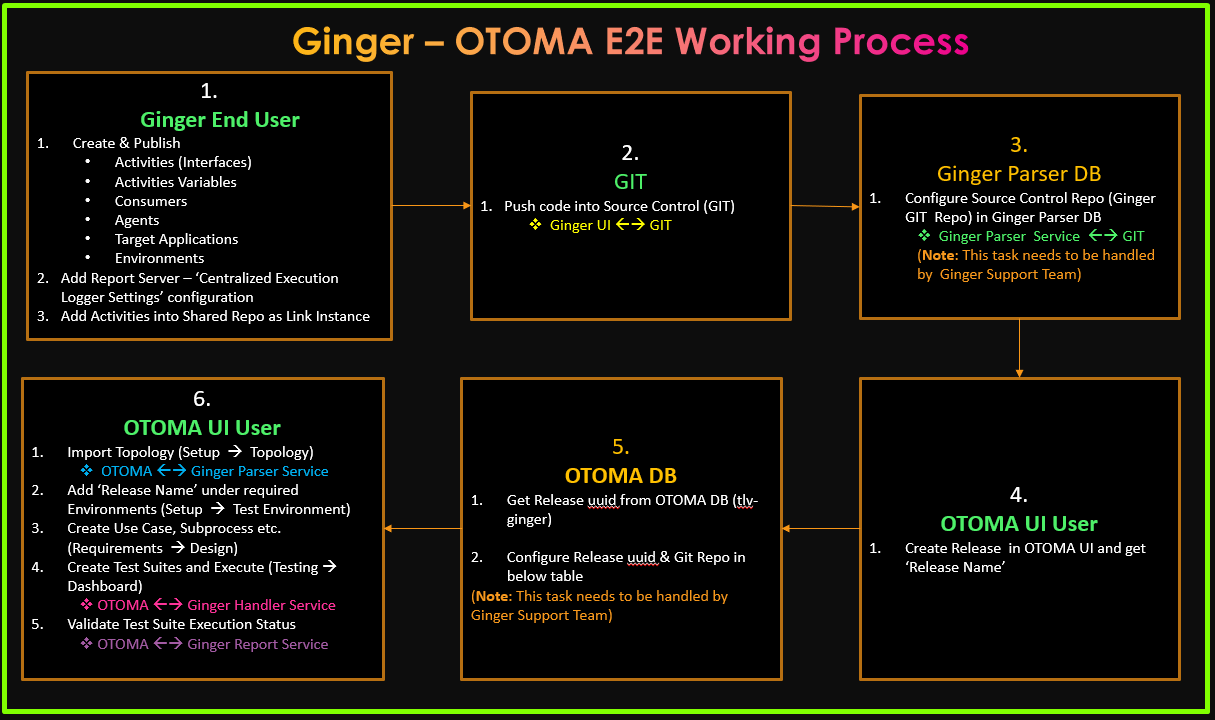 Ginger – OTOMA E2E Working Process
1.
Ginger End User
1. Create & Publish
• Activities (Interfaces)
• Activities Variables
• Consumers
• Agents
• Target Applications
• Environments
2. Add Report Server – ‘Centralized Execution
Logger Settings’ configuration
3. Add Activities into Shared Repo as Link Instance
2.
GIT
1. Push code into Source Control (GIT)
❖ Ginger UI ←→ GIT
3.
Ginger Parser DB
1. Configure Source Control Repo (Ginger
GIT Repo) in Ginger Parser DB
❖ Ginger Parser Service ←→ GIT
(Note: This task needs to be handled
by Ginger Support Team)
4.
OTOMA UI User
1. Create Release in OTOMA UI and get
‘Release Name’
5.
OTOMA DB
1. Get Release uuid from OTOMA DB (tlv-
ginger)
2. Configure Release uuid & Git Repo in
below table
(Note: This task needs to be handled by
Ginger Support Team)
6.
OTOMA UI User
1. Import Topology (Setup → Topology)
❖ OTOMA ←→ Ginger Parser Service
2. Add ‘Release Name’ under required
Environments (Setup → Test Environment)
3. Create Use Case, Subprocess etc.
(Requirements → Design)
4. Create Test Suites and Execute (Testing →
Dashboard)
❖ OTOMA ←→ Ginger Handler Service
5. Validate Test Suite Execution Status
❖ OTOMA ←→ Ginger Report Service